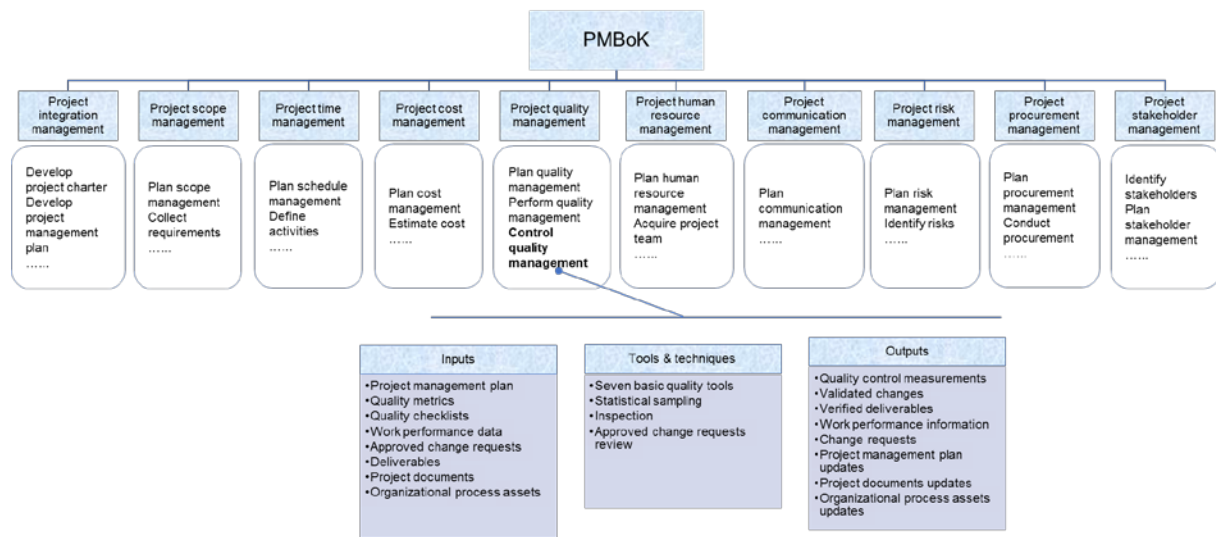 PMBoK
Project
integration
management
Project scope
management
Project time
management
Project cost
management
Project quality
management
Project human
resource
management
Project
communication
management
Project risk
management
Project
procurement
management
Project
stakeholder
management
Develop
project charter
Develop
project
management
plan
……
Plan scope
management
Collect
requirements
……
Plan schedule
management
Define
activities
……
Plan cost
management
Estimate cost
……
Plan quality
management
Perform quality
management
Control
quality
management
Plan human
resource
management
Acquire project
team
……
Plan
communication
management
……
Plan risk
management
Identify risks
……
Plan
procurement
management
Conduct
procurement
……
Identify
stakeholders
Plan
stakeholder
management
……
Inputs
•Project management plan
•Quality metrics
•Quality checklists
•Work performance data
•Approved change requests
•Deliverables
•Project documents
•Organizational process assets
Tools & techniques
•Seven basic quality tools
•Statistical sampling
•Inspection
•Approved change requests
review
Outputs
•Quality control measurements
•Validated changes
•Verified deliverables
•Work performance information
•Change requests
•Project management plan
updates
•Project documents updates
•Organizational process assets
updates